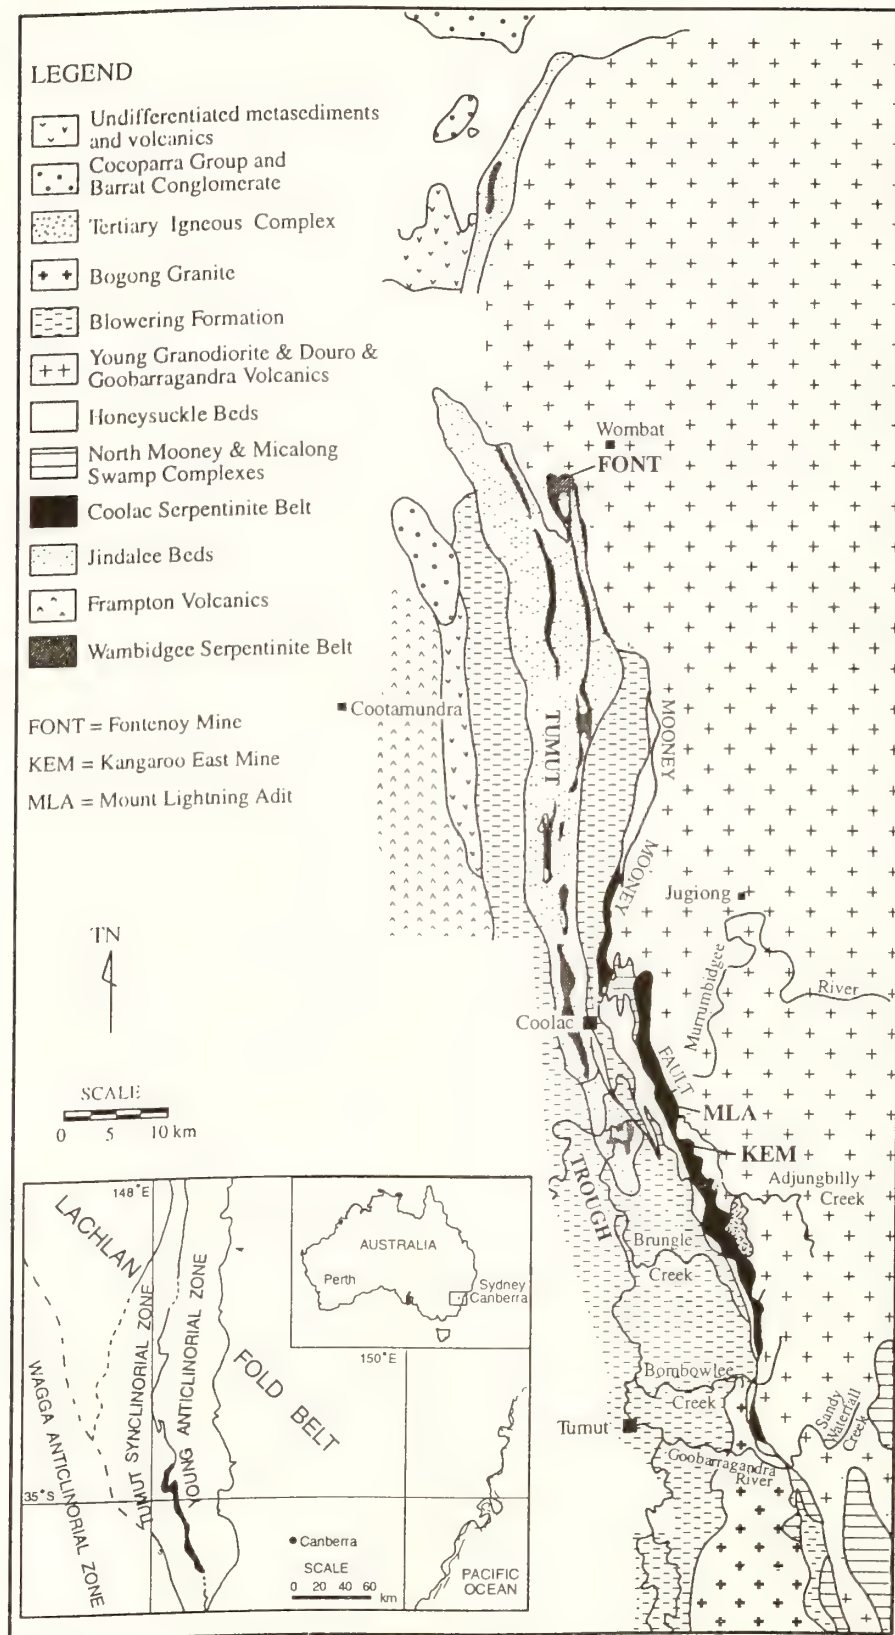 LEGEND
Undifferentiated metasediments
and volcanics
Cocoparra Group and
Barrat Conglomerate
Tertiary Igneous Complex
Bogong Granite
Blowering Formation
Young Granodiorite & Douro &
Goobarragandra Volcanics
Honeysuckle Beds
North Mooney & Micalong
Swamp Complexes
Coolac Serpentinite Belt
Jindalee Beds
Frampton Volcanics
Wambidgee Serpentinite Belt
FONT = Fontenoy Mine
KEM = Kangaroo East Mine
MLA = Mount Lightning Adit
TN
SCALE
0 5 10 km
Wombat
FONT
Cootamundra
TUMUT
MOONEY
MOONEY
Jugiong
Murrumbidgee
River
Coolac
FAULT
MLA
KEM
Adjungbilly
Creek
TROUGH
Brungle
Creek
Bombowlee
Creek
Tumut
Sandy
Waterfall
Creek
Goobarragandra
River
148°E
LACHLAN
WAGGA ANTICLINORIAL ZONE
TUMUT SYNCLINORIAL ZONE
YOUNG ANTICLINORIAL ZONE
FOLD BELT
35°S
Canberra
SCALE
0 20 40 60
km
AUSTRALIA
Perth
Sydney
Canberra
150°E
PACIFIC
OCEAN